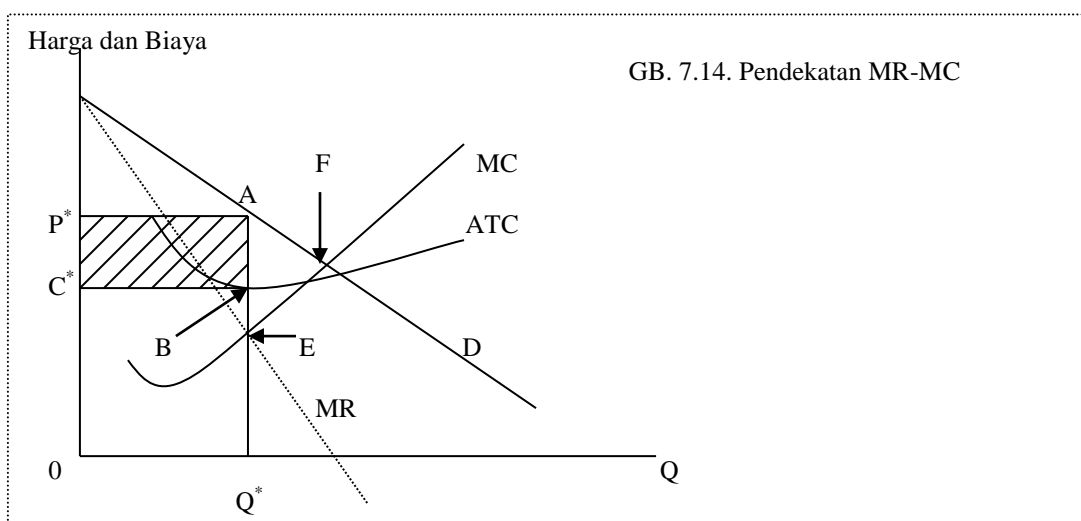 Harga dan Biaya
GB. 7.14. Pendekatan MR-MC
F
MC
A
P*
ATC
C*
B
E
D
MR
0
Q
Q*